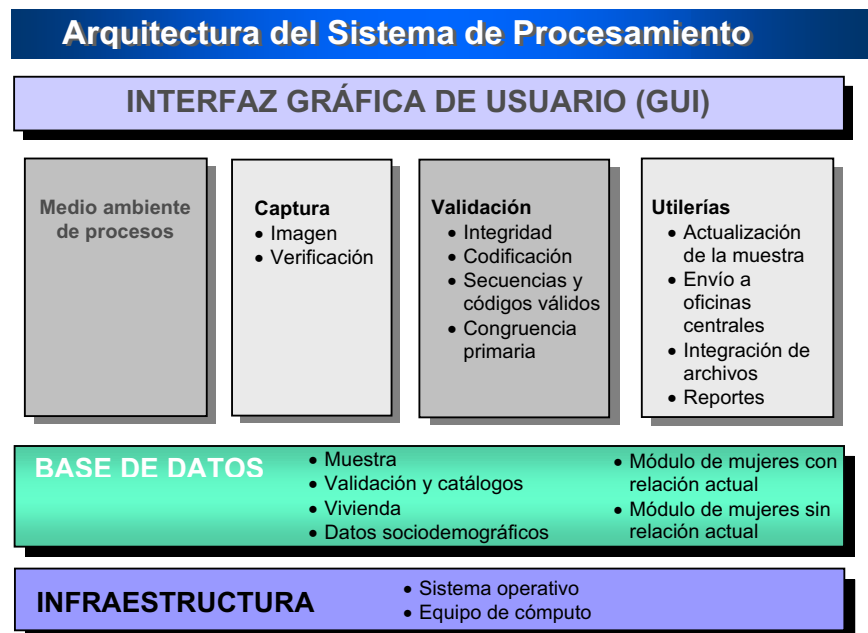 Arquitectura del Sistema de Procesamiento
INTERFAZ GRÁFICA DE USUARIO (GUI)
Medio ambiente
de procesos
Captura
• Imagen
• Verificación
Validación
• Integridad
• Codificación
• Secuencias y
códigos válidos
• Congruencia
primaria
Utilerías
• Actualización
de la muestra
• Envío a
oficinas
centrales
• Integración de
archivos
• Reportes
BASE DE DATOS
• Muestra
• Validación y catálogos
• Vivienda
• Datos sociodemográficos
• Módulo de mujeres con
relación actual
• Módulo de mujeres sin
relación actual
INFRAESTRUCTURA
• Sistema operativo
• Equipo de cómputo